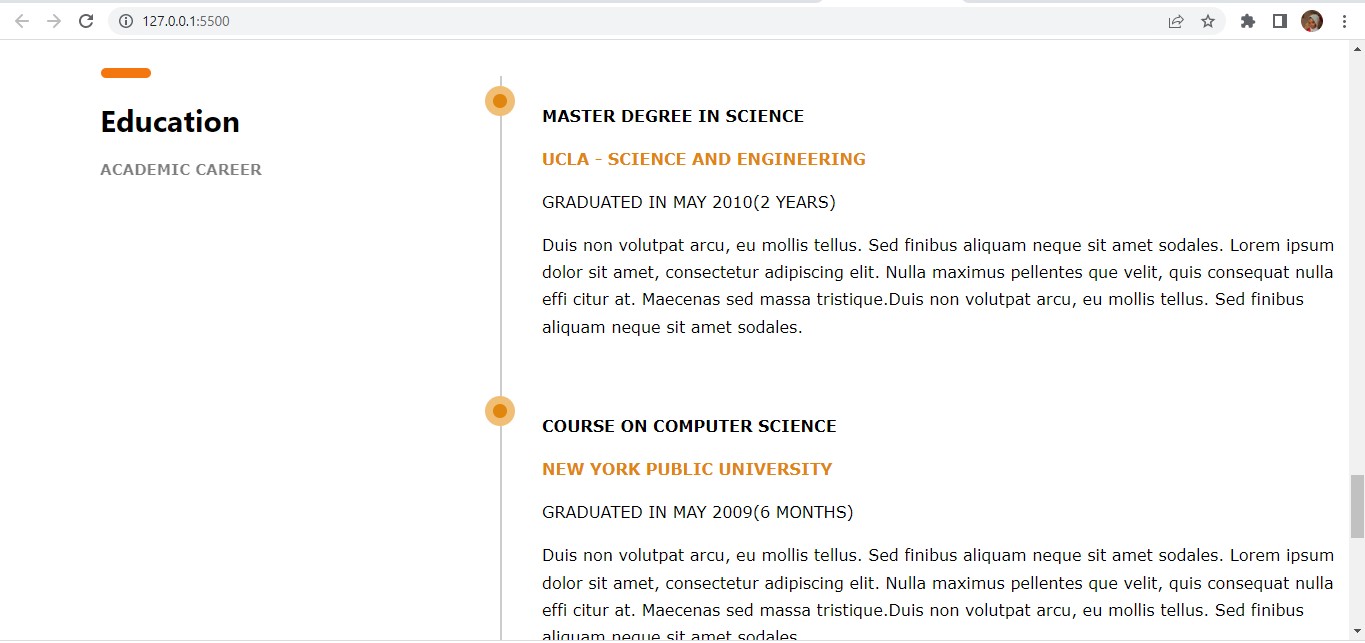 127.0.0.1:5500
Education
ACADEMIC CAREER
MASTER DEGREE IN SCIENCE
UCLA - SCIENCE AND ENGINEERING
GRADUATED IN MAY 2010(2 YEARS)
Duis non volutpat arcu, eu mollis tellus. Sed finibus aliquam neque sit amet sodales. Lorem ipsum
dolor sit amet, consectetur adipiscing elit. Nulla maximus pellentes que velit, quis consequat nulla
effi citur at. Maecenas sed massa tristique.Duis non volutpat arcu, eu mollis tellus. Sed finibus
aliquam neque sit amet sodales.
COURSE ON COMPUTER SCIENCE
NEW YORK PUBLIC UNIVERSITY
GRADUATED IN MAY 2009(6 MONTHS)
Duis non volutpat arcu, eu mollis tellus. Sed finibus aliquam neque sit amet sodales. Lorem ipsum
dolor sit amet, consectetur adipiscing elit. Nulla maximus pellentes que velit, quis consequat nulla
effi citur at. Maecenas sed massa tristique.Duis non volutpat arcu, eu mollis tellus. Sed finibus
aliquam neque sit amet sodales.